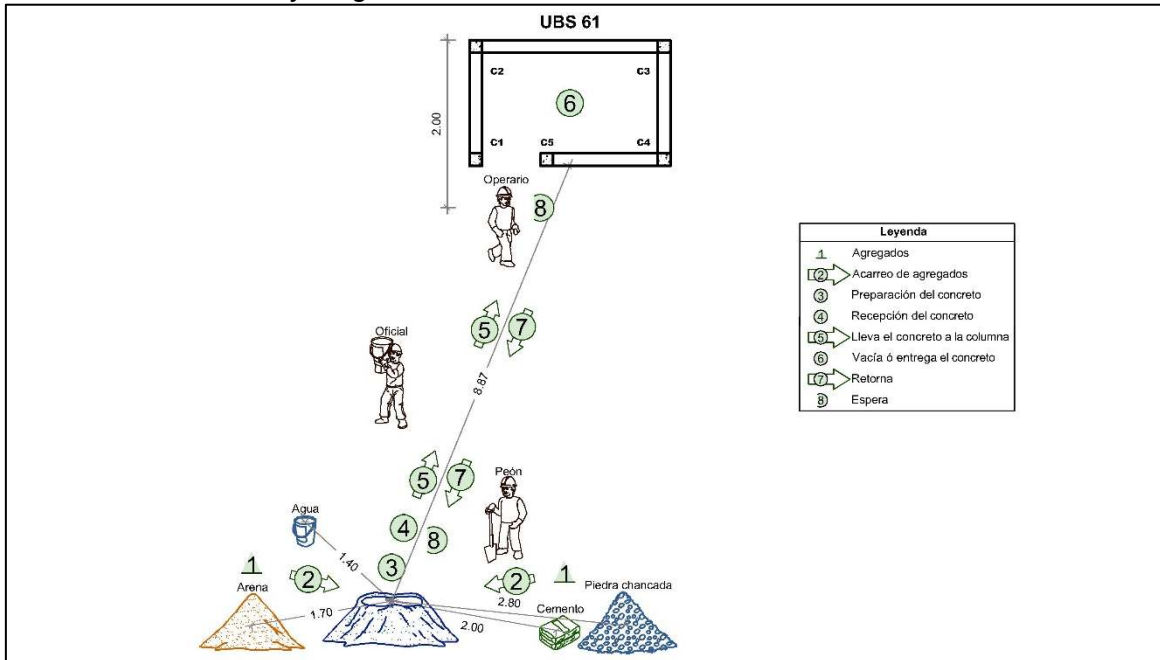 UBS 61
C2
C3
6
2.00
C1
C5
C4
Operario
8
5
7
Oficial
8.87
5
7
Peón
Agua
4
8
1
2
1.40
3
2
1
Arena
Piedra chancada
1.70
2.80
Cemento
2.00
Leyenda
1 Agregados
2 Acarreo de agregados
3 Preparación del concreto
4 Recepción del concreto
5 Lleva el concreto a la columna
6 Vacía ó entrega el concreto
7 Retorna
8 Espera